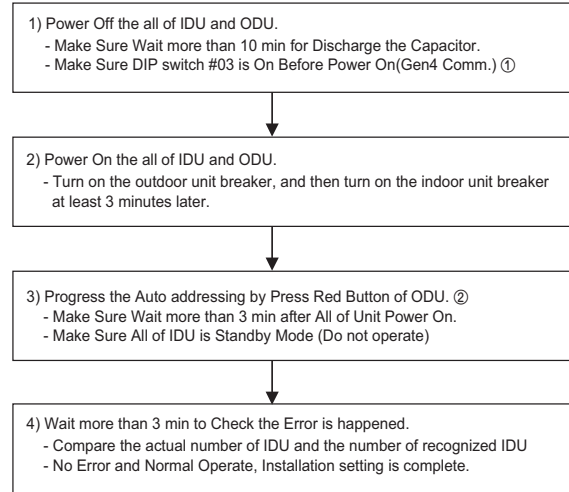 1) Power Off the all of IDU and ODU.
- Make Sure Wait more than 10 min for Discharge the Capacitor.
- Make Sure DIP switch #03 is On Before Power On(Gen4 Comm.) ①
2) Power On the all of IDU and ODU.
- Turn on the outdoor unit breaker, and then turn on the indoor unit breaker
at least 3 minutes later.
3) Progress the Auto addressing by Press Red Button of ODU. ②
- Make Sure Wait more than 3 min after All of Unit Power On.
- Make Sure All of IDU is Standby Mode (Do not operate)
4) Wait more than 3 min to Check the Error is happened.
- Compare the actual number of IDU and the number of recognized IDU
- No Error and Normal Operate, Installation setting is complete.